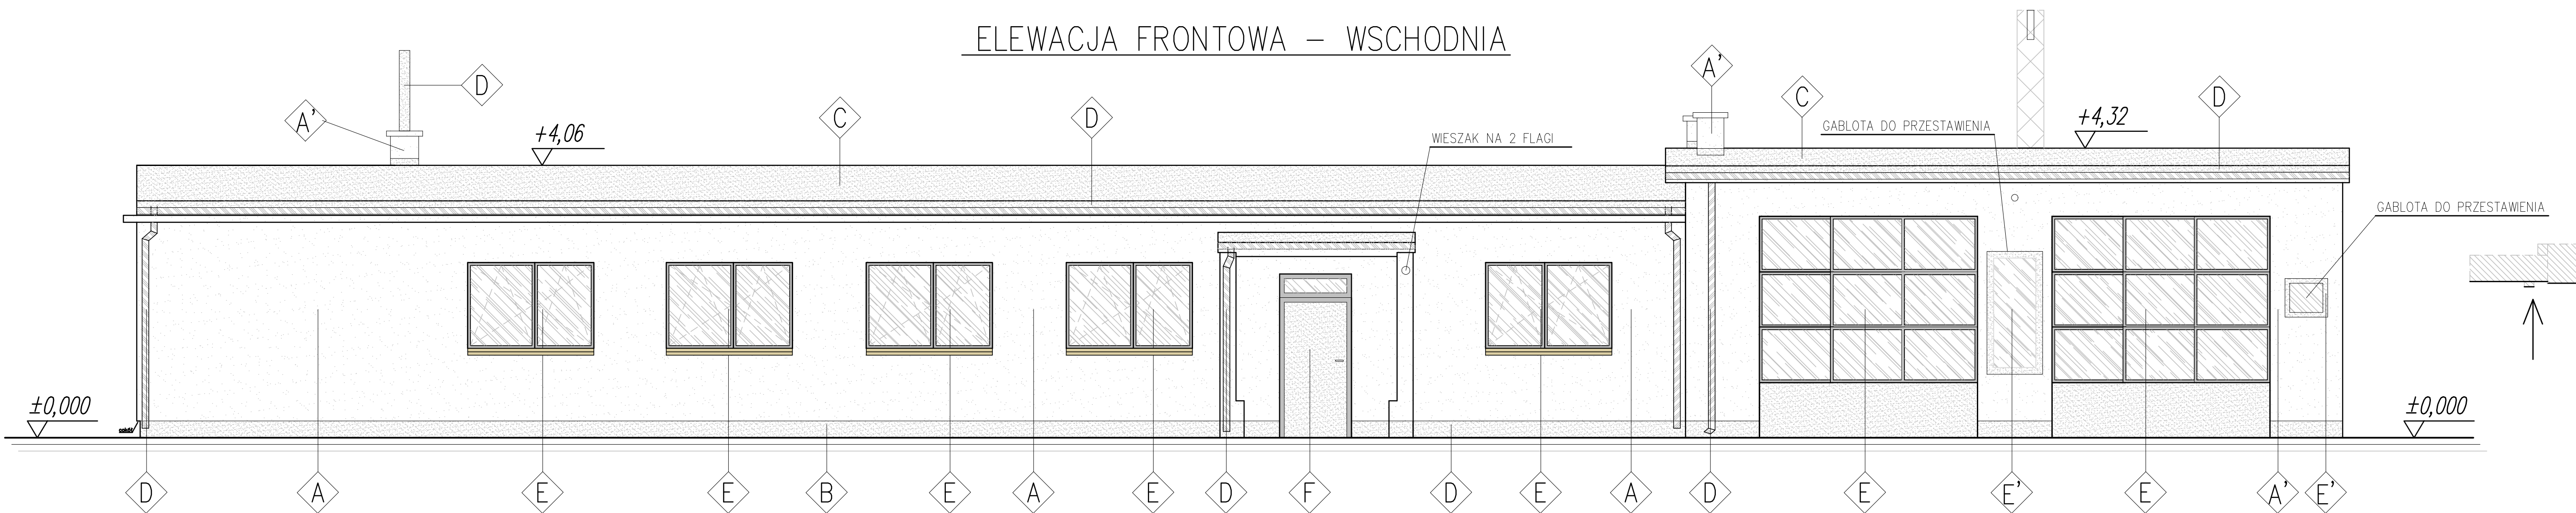 ELEWACJA FRONTOWA – WSCHODNIA
A'
D
+4,06
C
D
WIESZAK NA 2 FLAGI
A'
C
GABLOTA DO PRZESTAWIENIA
+4,32
D
GABLOTA DO PRZESTAWIENIA
±0,000
±0,000
D A E E B E A E D F D E A D E E' E A' E'